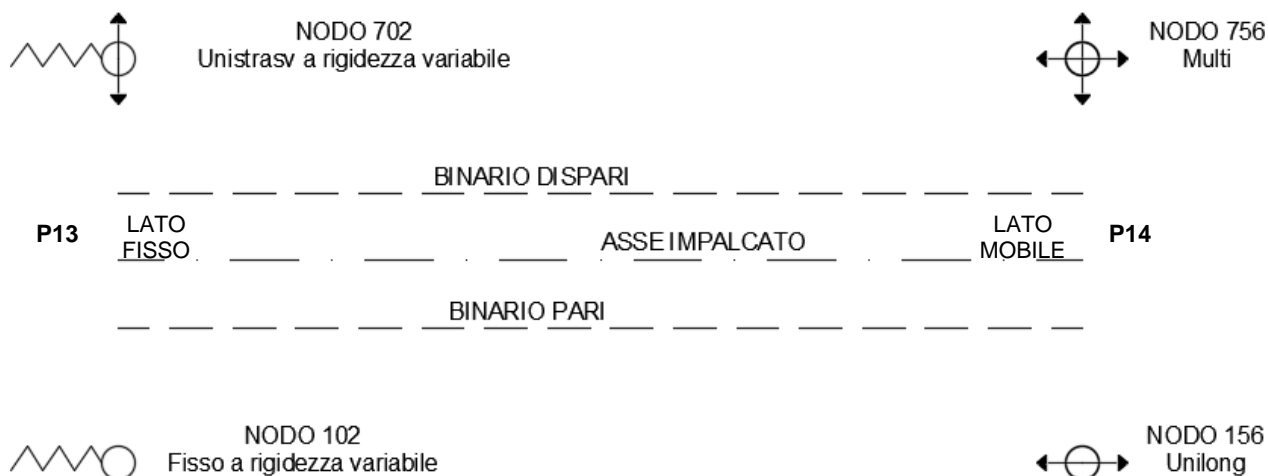 NODO 702
Unistrasv a rigidezza variabile
NODO 756
Multi
BINARIO DISPARI
P13
LATO
FISSO
ASSE IMPALCATO
LATO
MOBILE
P14
BINARIO PARI
NODO 102
Fisso a rigidezza variabile
NODO 156
Unilong